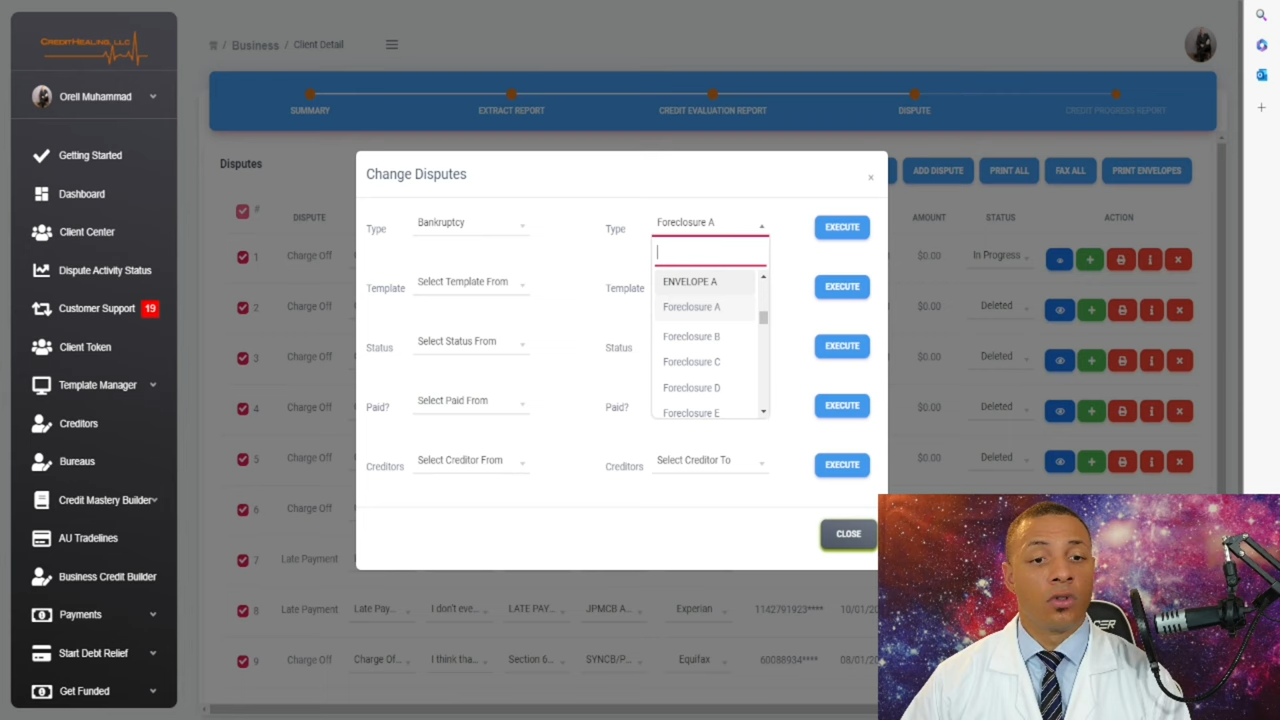 CREDITHEALING, LLC
Orell Muhammad
Getting Started
Dashboard
Client Center
Dispute Activity Status
Customer Support 19
Client Token
Template Manager
Creditors
Bureaus
Credit Mastery Builder
AU Tradelines
Business Credit Builder
Payments
Start Debt Relief
Get Funded
/ Business / Client Detail
SUMMARY EXTRACT REPORT CREDIT EVALUATION REPORT DISPUTE CREDIT PROGRESS REPORT
Disputes
ADD DISPUTE PRINT ALL FAX ALL PRINT ENVELOPES
# DISPUTE AMOUNT STATUS ACTION
1 Charge Off $0.00 In Progress
2 Charge Off $0.00 Deleted
3 Charge Off $0.00 Deleted
4 Charge Off $0.00 Deleted
5 Charge Off $0.00 Deleted
6 Charge Off
7 Late Payment
8 Late Payment Late Pay... I don't eve... LATE PAY... JPMCB A... Experian 1142791923**** 10/01/20
9 Charge Off Charge Of... I think tha... Section 6... SYNCB/P... Equifax 60088934**** 08/01/20
Change Disputes
×
Type Bankruptcy Type Foreclosure A EXECUTE
Template Select Template From Template EXECUTE
Status Select Status From Status EXECUTE
Paid? Select Paid From Paid? EXECUTE
Creditors Select Creditor From Creditors Select Creditor To EXECUTE
ENVELOPE A
Foreclosure A
Foreclosure B
Foreclosure C
Foreclosure D
Foreclosure E
CLOSE